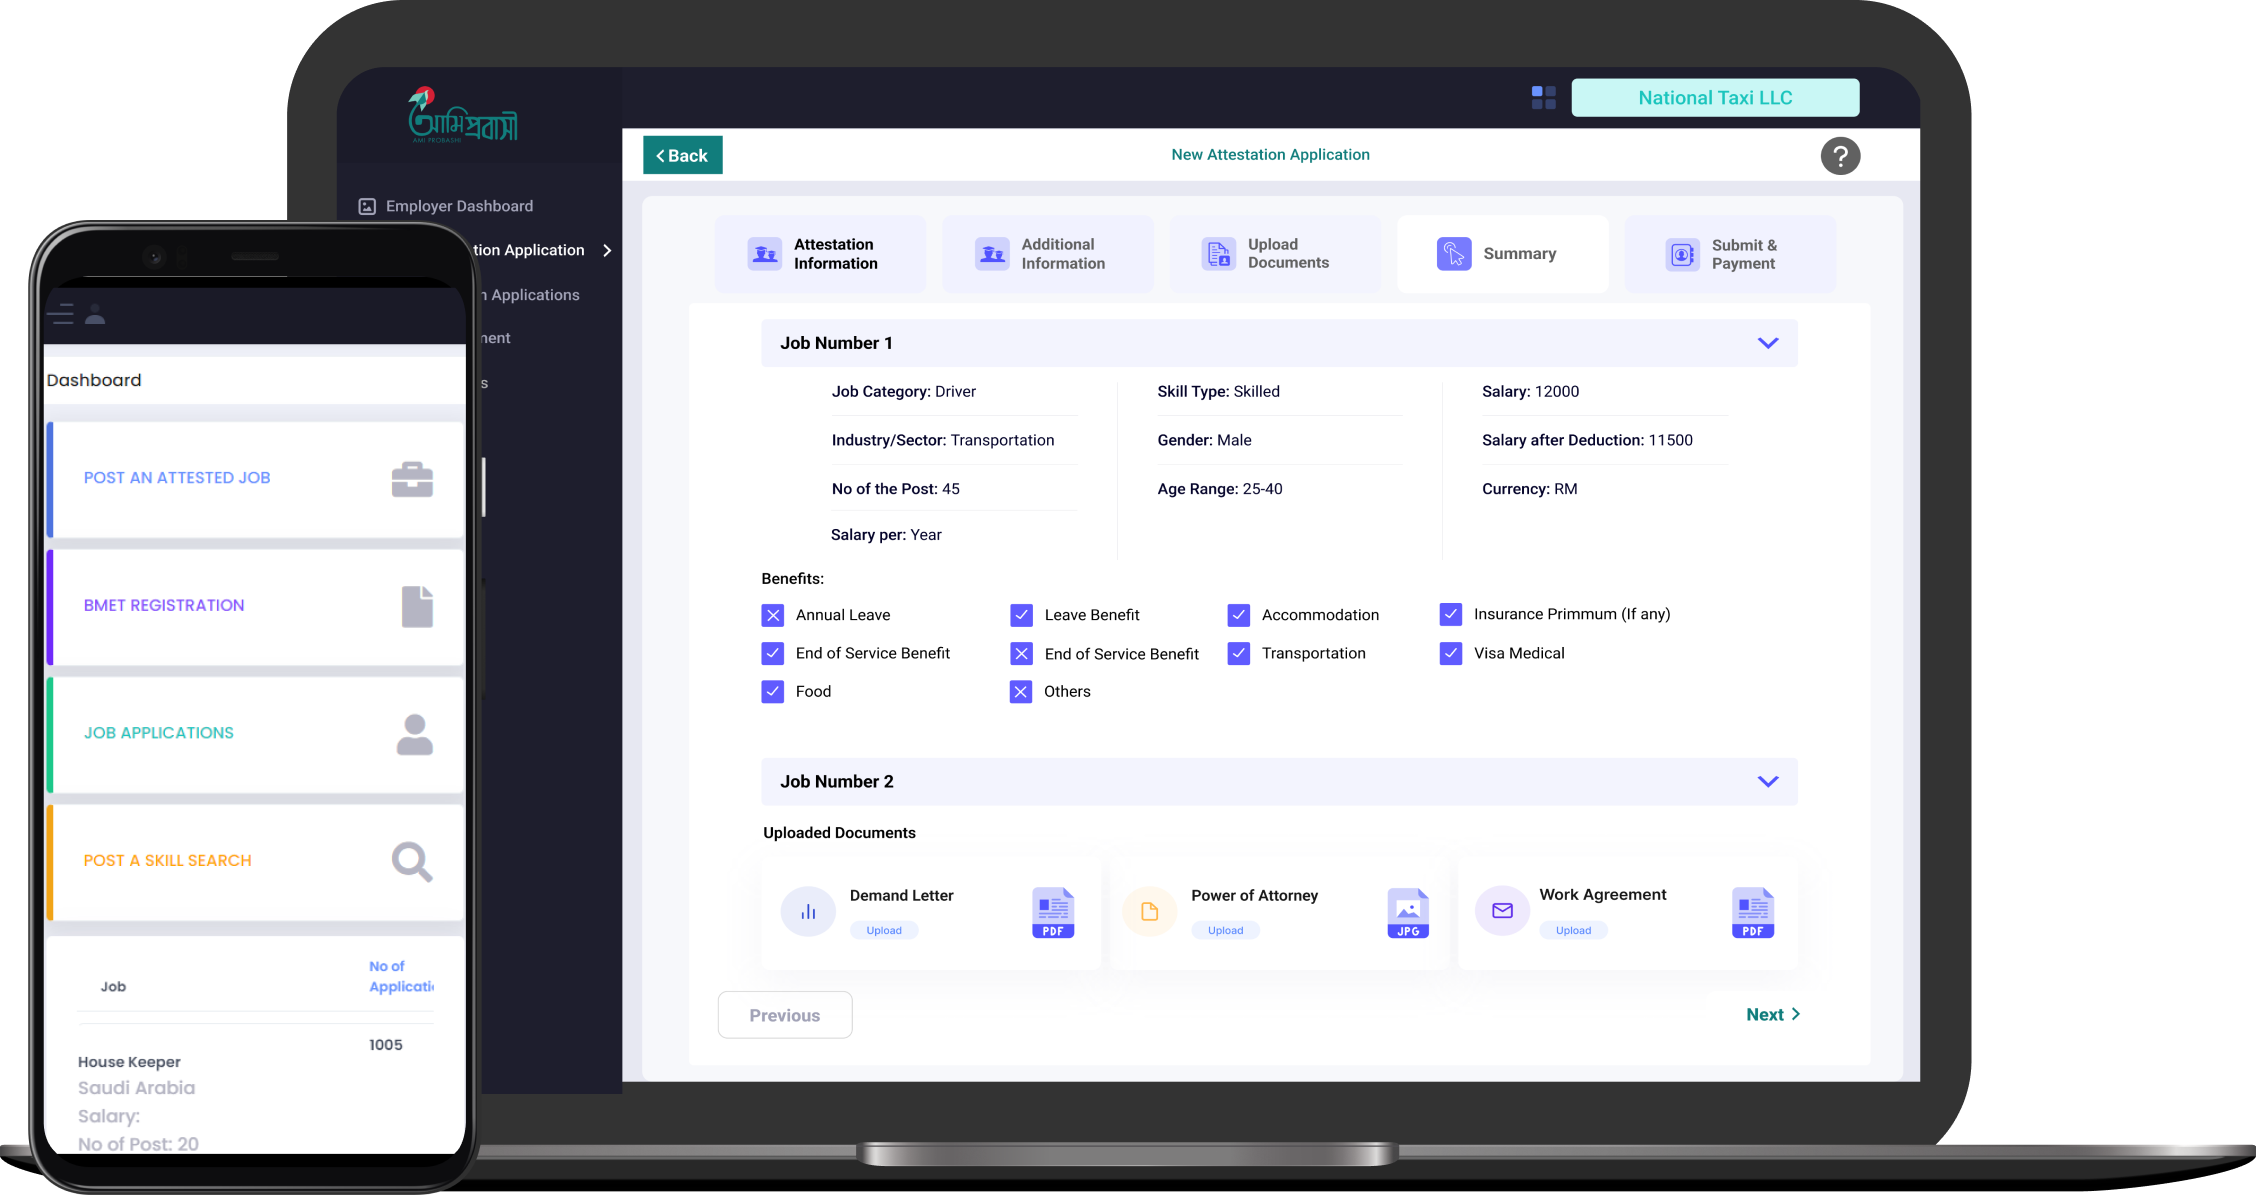 আমি প্রবাসী
AMI PROBASHI
National Taxi LLC
Back
New Attestation Application
?
Employer Dashboard
tion Application
Applications
Attestation
Information
Additional
Information
Upload
Documents
Summary
Submit &
Payment
Job Number 1
Job Category: Driver
Skill Type: Skilled
Salary: 12000
Industry/Sector: Transportation
Gender: Male
Salary after Deduction: 11500
No of the Post: 45
Age Range: 25-40
Currency: RM
Salary per: Year
Benefits:
Annual Leave
Leave Benefit
Accommodation
Insurance Primmum (If any)
End of Service Benefit
End of Service Benefit
Transportation
Visa Medical
Food
Others
Job Number 2
Uploaded Documents
Demand Letter
Upload
PDF
Power of Attorney
Upload
JPG
Work Agreement
Upload
PDF
Previous
Next
Dashboard
POST AN ATTESTED JOB
BMET REGISTRATION
JOB APPLICATIONS
POST A SKILL SEARCH
Job
No of
Applicati
1005
House Keeper
Saudi Arabia
Salary:
No of Post: 20